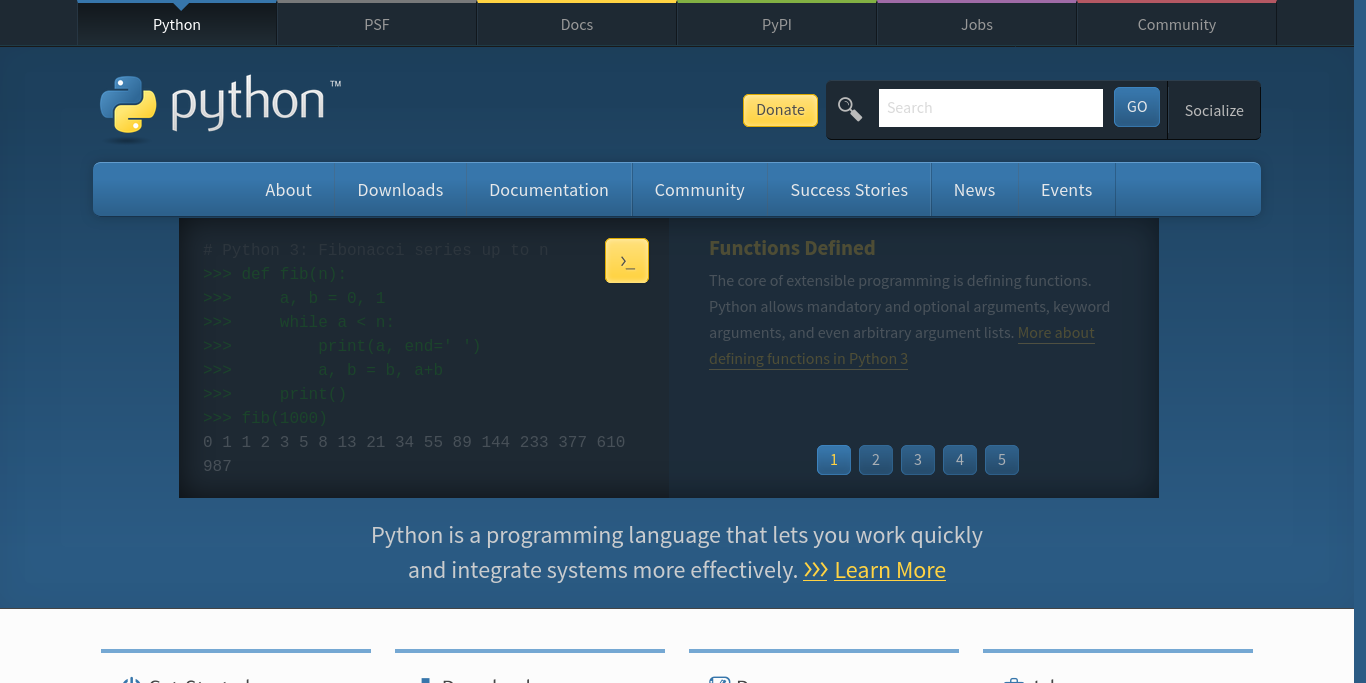 Python
PSF
Docs
PyPI
Jobs
Community
python™
Donate
Search
GO
Socialize
About
Downloads
Documentation
Community
Success Stories
News
Events
# Python 3: Fibonacci series up to n
>>> def fib(n):
>>>     a, b = 0, 1
>>>     while a < n:
>>>         print(a, end=' ')
>>>         a, b = b, a+b
>>>     print()
>>> fib(1000)
0 1 1 2 3 5 8 13 21 34 55 89 144 233 377 610
987
>_
Functions Defined
The core of extensible programming is defining functions.
Python allows mandatory and optional arguments, keyword
arguments, and even arbitrary argument lists. More about
defining functions in Python 3
1
2
3
4
5
Python is a programming language that lets you work quickly
and integrate systems more effectively. >>> Learn More